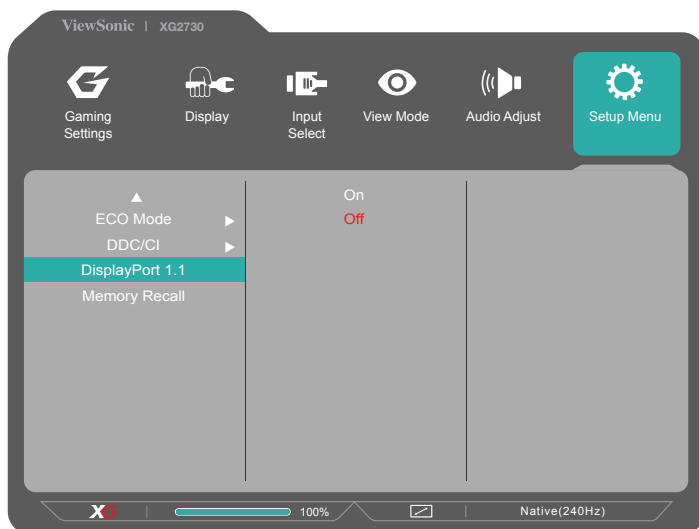 ViewSonic | XG2730
Gaming
Settings
Display
Input
Select
View Mode
Audio Adjust
Setup Menu
ECO Mode
DDC/CI
DisplayPort 1.1
Memory Recall
On
Off
XG | 100% | Native(240Hz)